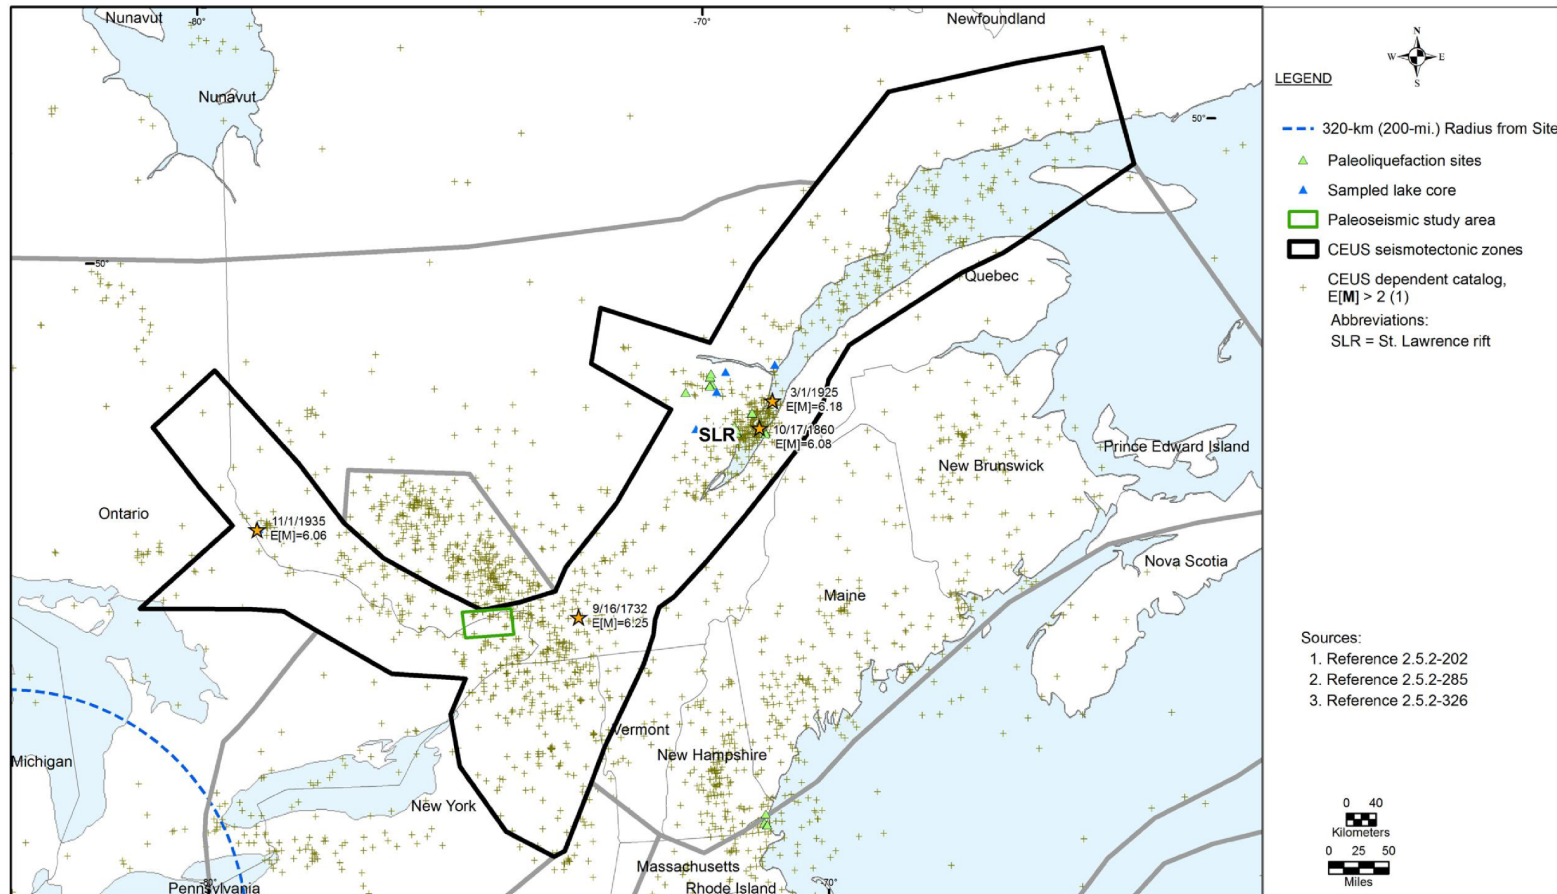 Nunavut
-80°
-70°
Newfoundland
Nunavut
50°
50°
Quebec
3/1/1925
E[M]=6.18
SLR
10/17/1860
E[M]=6.08
New Brunswick
Prince Edward Island
Ontario
11/1/1935
E[M]=6.06
Nova Scotia
Maine
9/16/1732
E[M]=6.25
Vermont
New Hampshire
Michigan
New York
Massachusetts
Pennsylvania
-80°
Rhode Island
-70°
N
W
E
S
LEGEND
320-km (200-mi.) Radius from Site
Paleoliquefaction sites
Sampled lake core
Paleoseismic study area
CEUS seismotectonic zones
CEUS dependent catalog,
E[M] > 2 (1)
Abbreviations:
SLR = St. Lawrence rift
Sources:
1. Reference 2.5.2-202
2. Reference 2.5.2-285
3. Reference 2.5.2-326
0 40
Kilometers
0 25 50
Miles